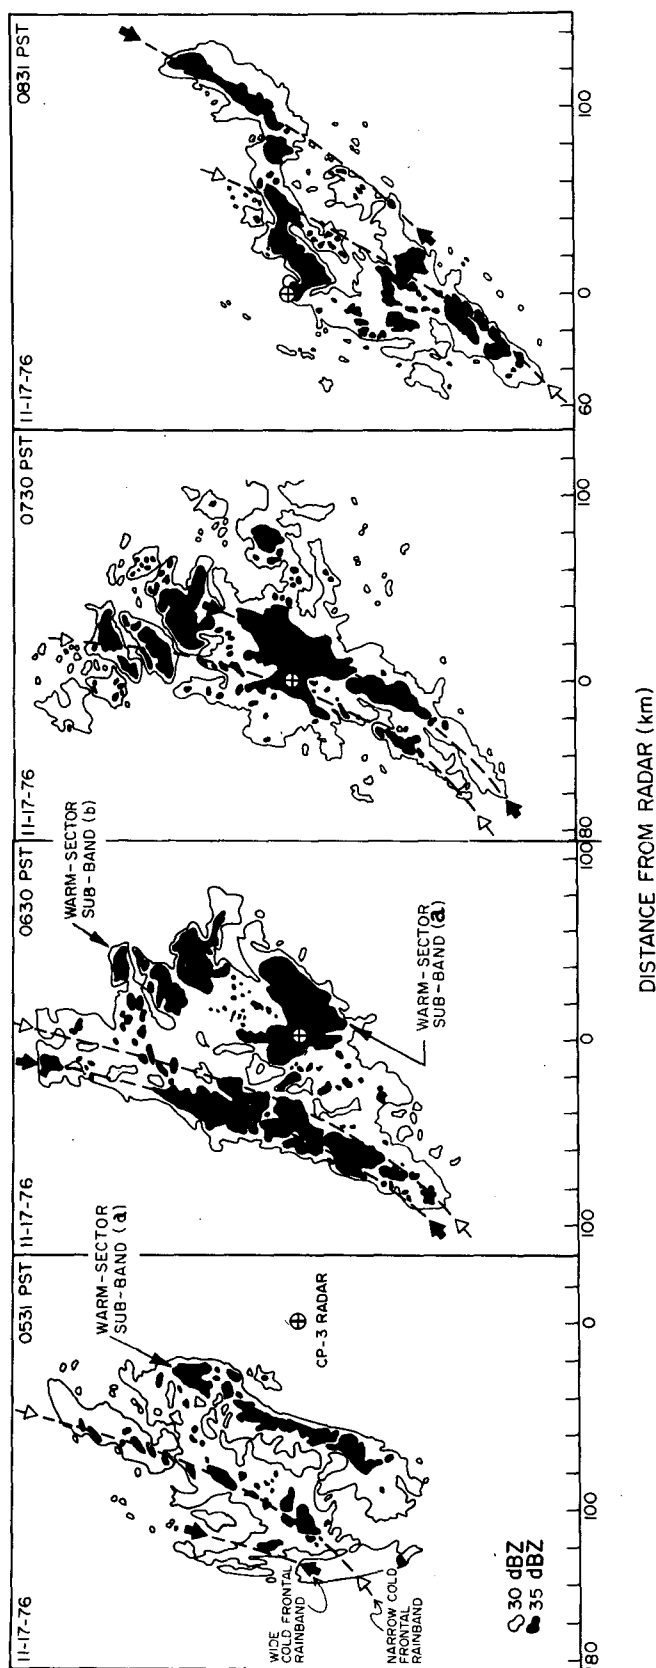 11-17-76 0531 PST
WARM-SECTOR
SUB-BAND (a)
CP-3 RADAR
WIDE
COLD FRONTAL
RAINBAND
NARROW COLD
FRONTAL
RAINBAND
30 dBZ
35 dBZ
180 100 0
11-17-76 0630 PST
WARM-SECTOR
SUB-BAND (b)
WARM-SECTOR
SUB-BAND (a)
100 0 100
11-17-76 0730 PST
80 0 100
11-17-76 0831 PST
60 0 100
DISTANCE FROM RADAR (km)